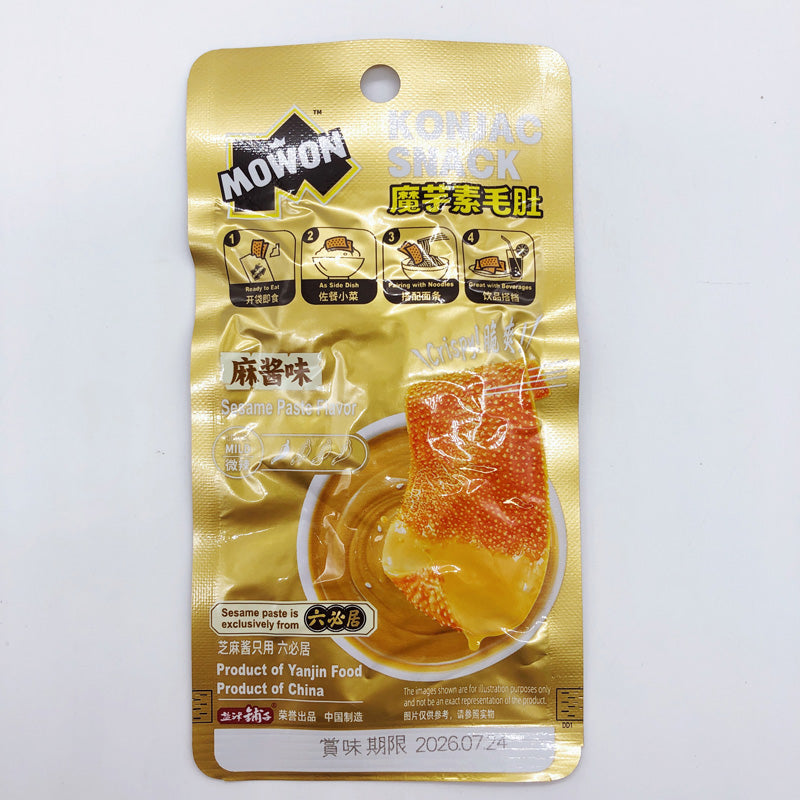 MOWON
TM
KONJAC
SNACK
魔芋素毛肚
1
Ready to Eat
开袋即食
2
As Side Dish
佐餐小菜
3
Pairing with Noodles
搭配面条
4
Great with Beverages
饮品搭档
Crispy! 脆爽
麻酱味
Sesame Paste Flavor
MILD
微辣
Sesame paste is
exclusively from
六必居
芝麻酱只用 六必居
Product of Yanjin Food
Product of China
盐津铺子 荣誉出品 中国制造
The images shown are for illustration purposes only
and not be an exact representation of the product.
图片仅供参考，请参照实物
DD1
賞味期限 2026.07.24